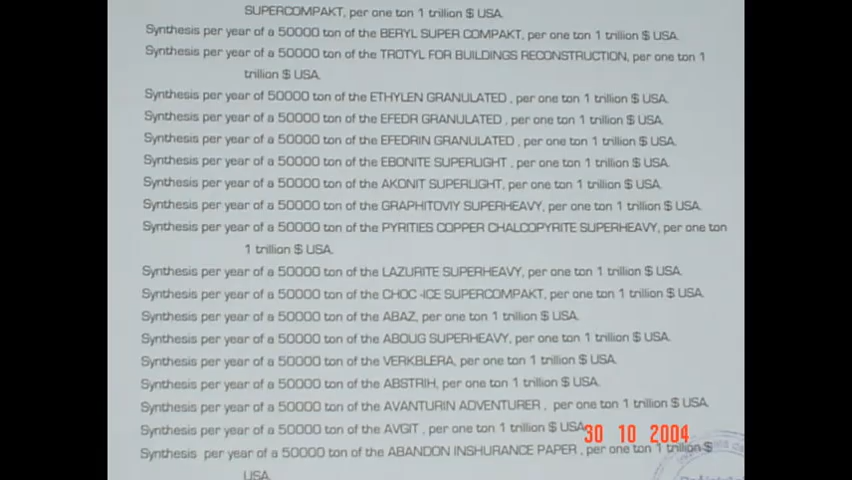 SUPERCOMPAKT, per one ton 1 trillion $ USA.
Synthesis per year of a 50000 ton of the BERYL SUPER COMPAKT, per one ton 1 trillion $ USA.
Synthesis per year of a 50000 ton of the TROTYL FOR BUILDINGS RECONSTRUCTION, per one ton 1
trillion $ USA.
Synthesis per year of 50000 ton of the ETHYLEN GRANULATED , per one ton 1 trillion $ USA.
Synthesis per year of a 50000 ton of the EFEDR GRANULATED , per one ton 1 trillion $ USA.
Synthesis per year of a 50000 ton of the EFEDRIN GRANULATED , per one ton 1 trillion $ USA.
Synthesis per year of a 50000 ton of the EBONITE SUPERLIGHT , per one ton 1 trillion $ USA.
Synthesis per year of a 50000 ton of the AKONIT SUPERLIGHT, per one ton 1 trillion $ USA.
Synthesis per year of a 50000 ton of the GRAPHITOVIY SUPERHEAVY, per one ton 1 trillion $ USA.
Synthesis per year of a 50000 ton of the PYRITIES COPPER CHALCOPYRITE SUPERHEAVY, per one ton
1 trillion $ USA.
Synthesis per year of a 50000 ton of the LAZURITE SUPERHEAVY, per one ton 1 trillion $ USA.
Synthesis per year of a 50000 ton of the CHOC -ICE SUPERCOMPAKT, per one ton 1 trillion $ USA.
Synthesis per year of a 50000 ton of the ABAZ, per one ton 1 trillion $ USA.
Synthesis per year of a 50000 ton of the ABOUG SUPERHEAVY, per one ton 1 trillion $ USA.
Synthesis per year of a 50000 ton of the VERKBLERA, per one ton 1 trillion $ USA.
Synthesis per year of a 50000 ton of the ABSTRIH, per one ton 1 trillion $ USA.
Synthesis per year of a 50000 ton of the AVANTURIN ADVENTURER , per one ton 1 trillion $ USA.
Synthesis per year of a 50000 ton of the AVGIT , per one ton 1 trillion $ USA.
30 10 2004
Synthesis per year of a 50000 ton of the ABANDON INSHURANCE PAPER , per one ton 1 trillion $
USA.